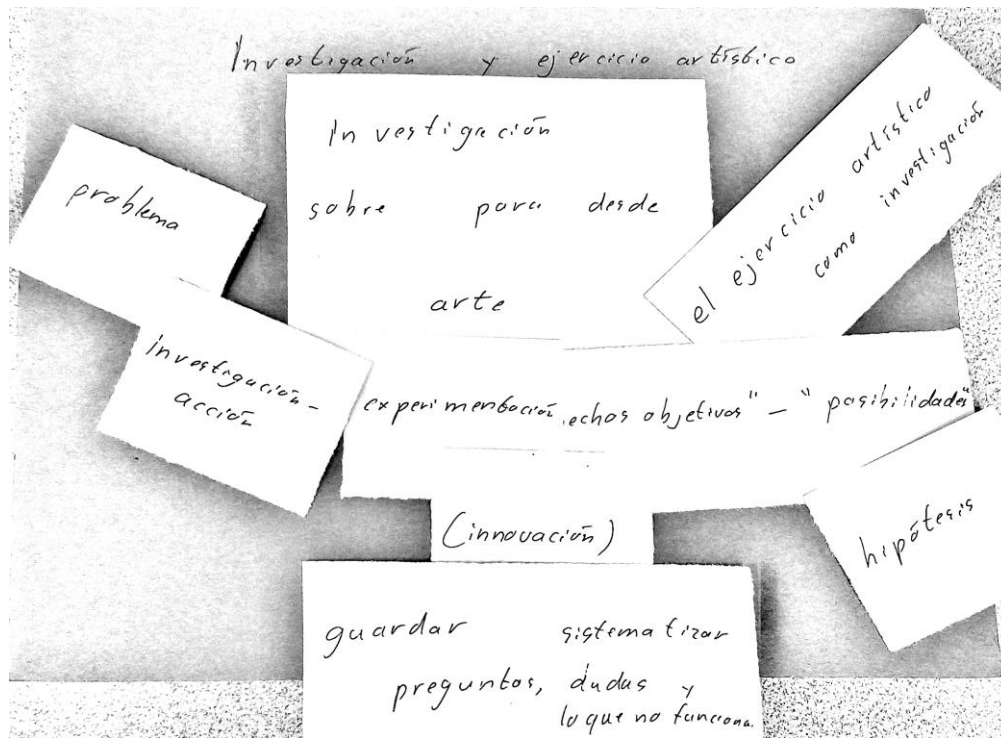 Investigación y ejercicio artístico
Investigación
sobre para desde
arte
problema
el ejercicio artístico
como investigación
investigación-
acción
experimentación
echos objetivos" – "posibilidades"
(innovación)
hipótesis
guardar sistematizar
preguntas, dudas y
lo que no funciona.